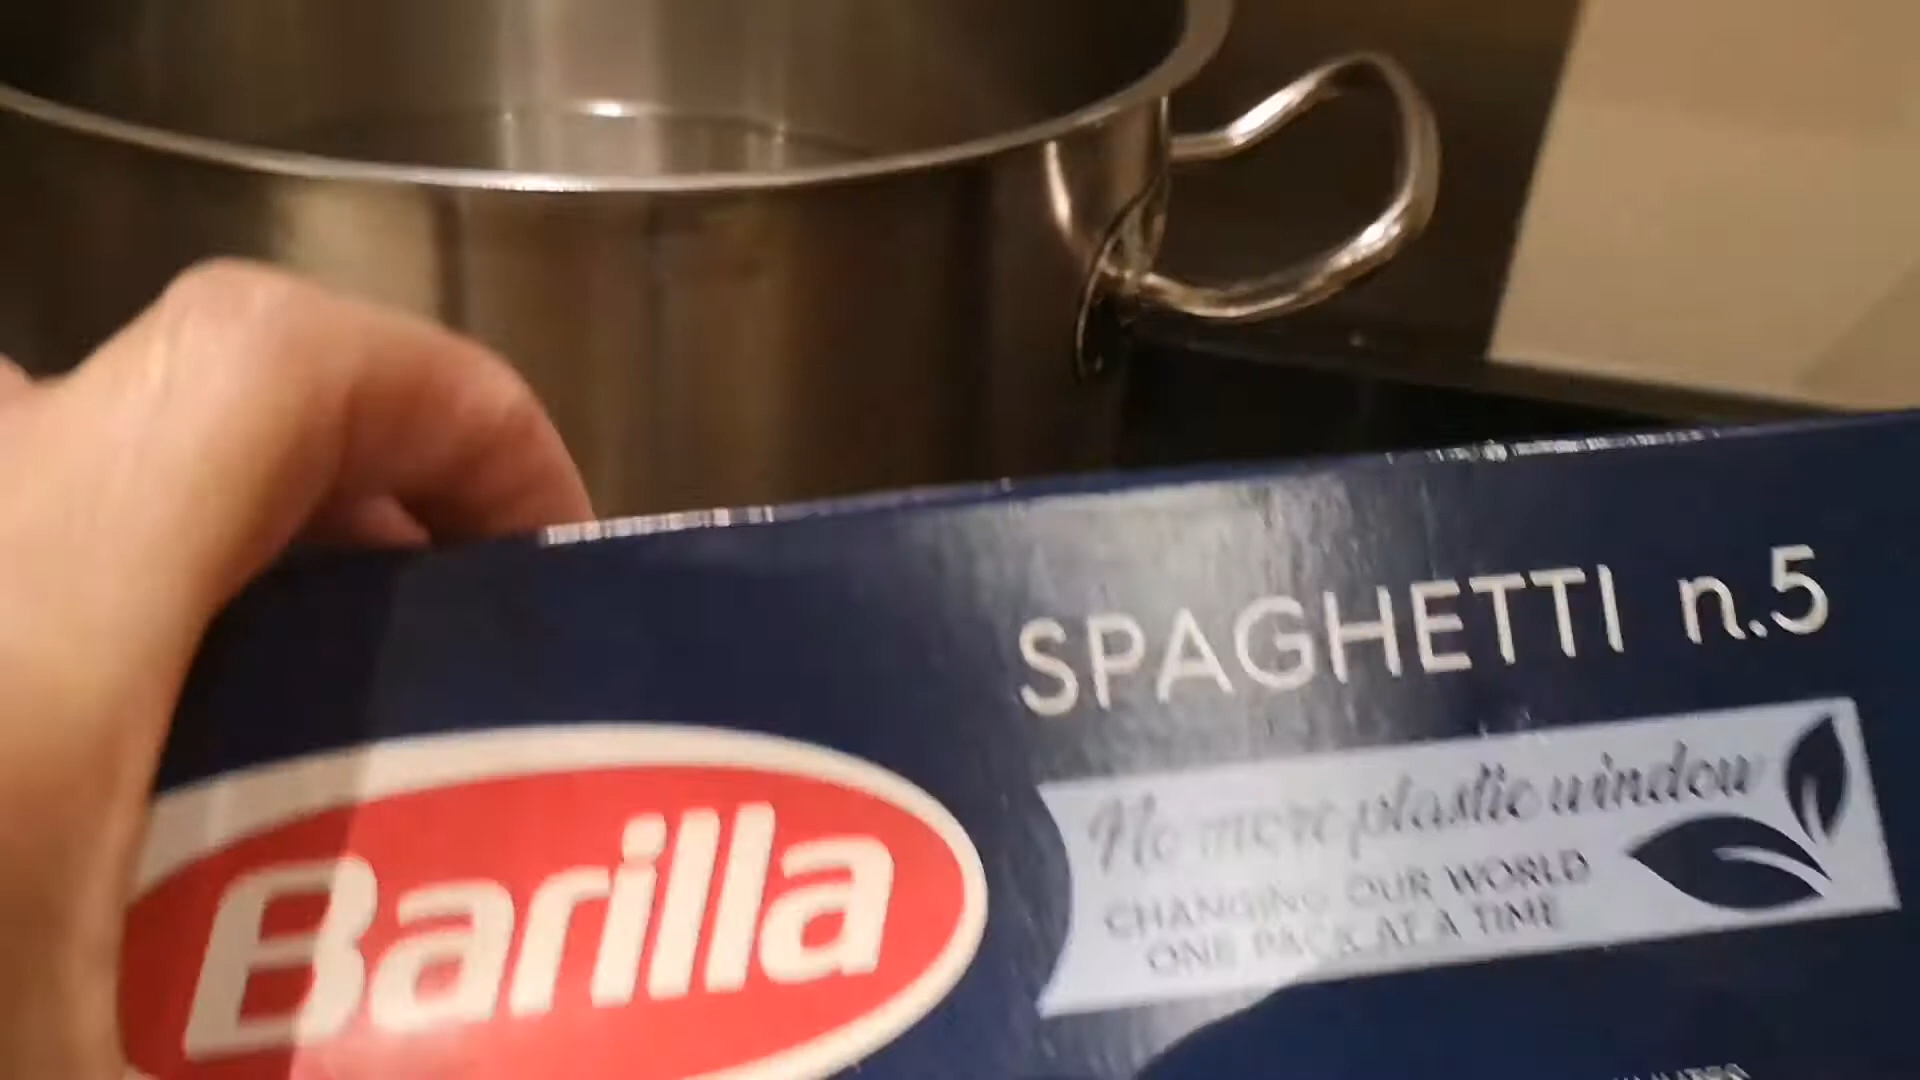 SPAGHETTI n.5
Barilla
No more plastic window
CHANGING OUR WORLD
ONE PACK AT A TIME